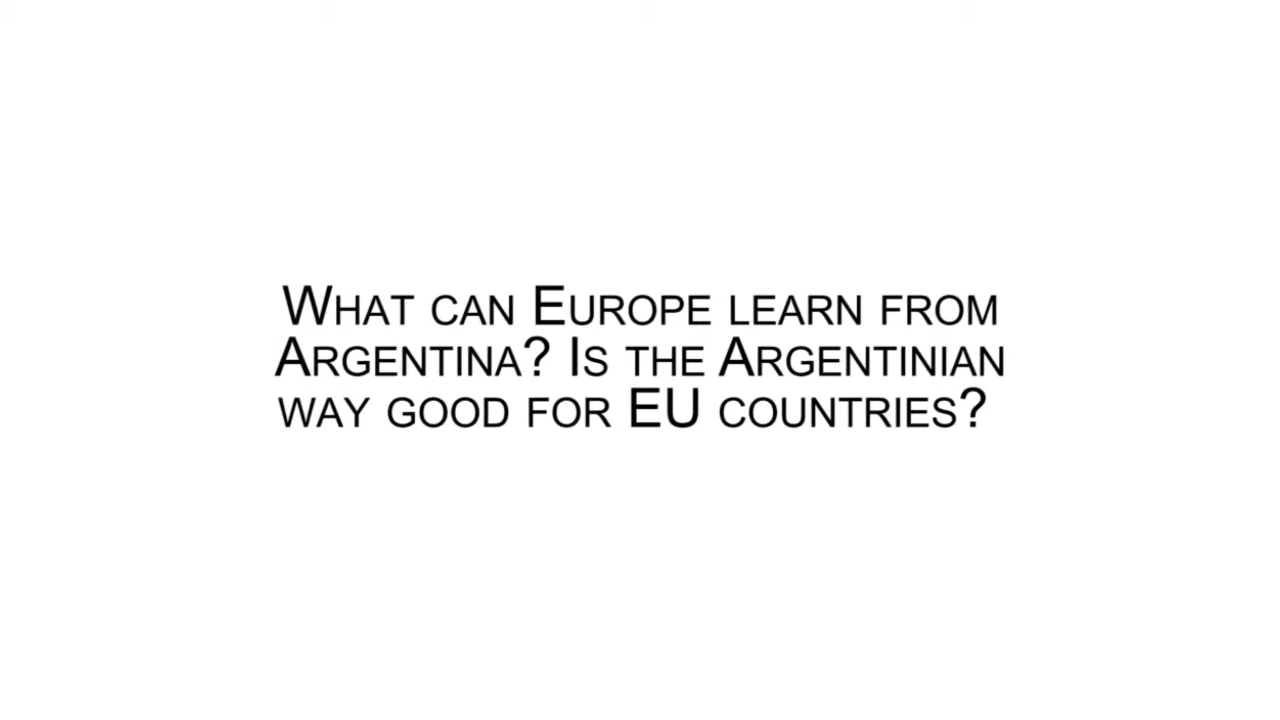 What can Europe learn from
Argentina? Is the Argentinian
way good for EU countries?